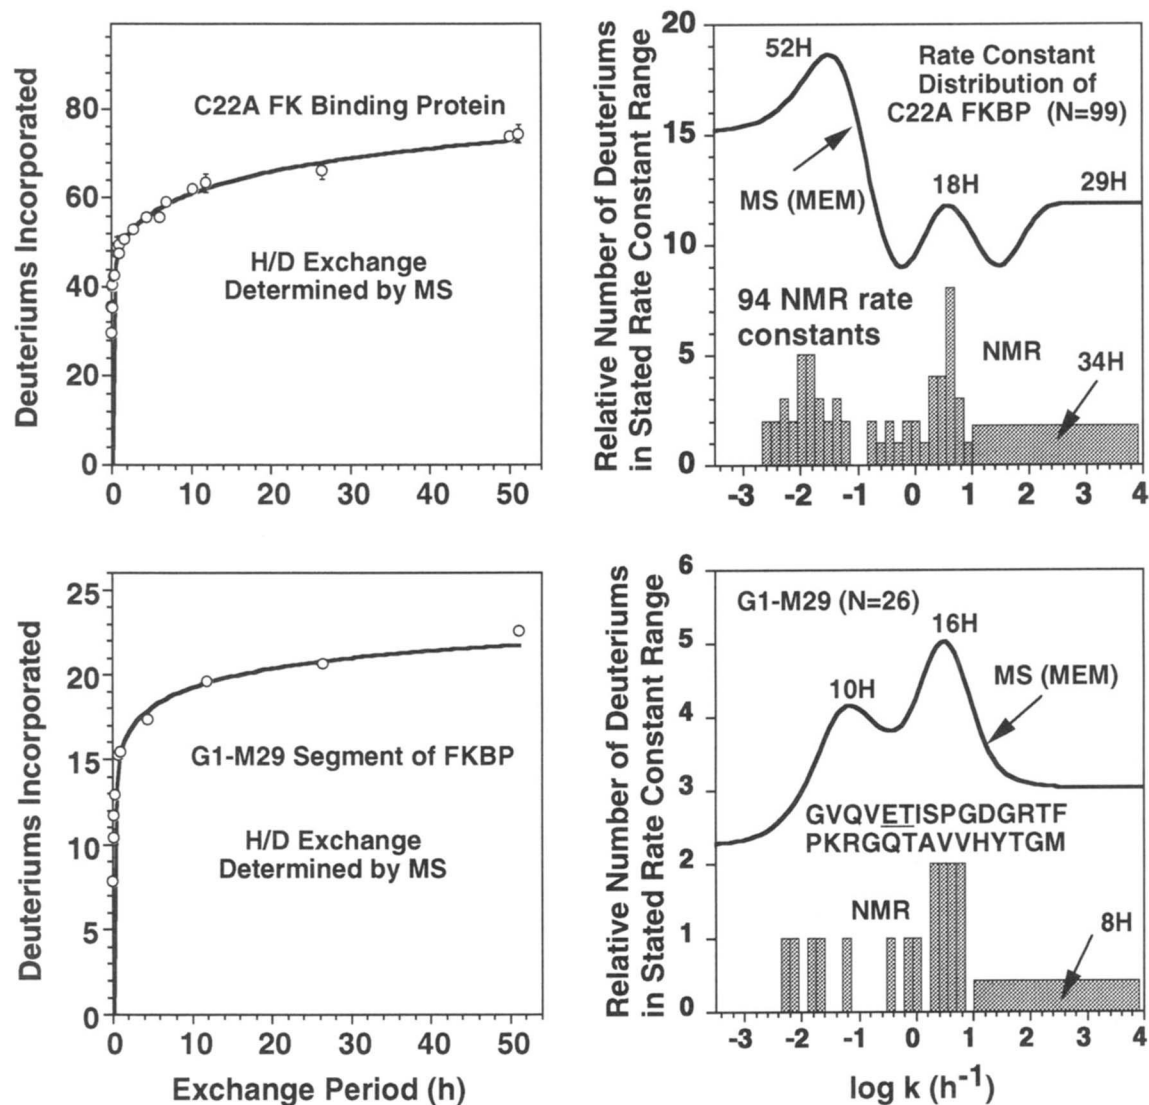 Deuteriums Incorporated
80
60
40
20
0
C22A FK Binding Protein
H/D Exchange
Determined by MS
0 10 20 30 40 50
Relative Number of Deuteriums
in Stated Rate Constant Range
20
15
10
5
0
52H
Rate Constant
Distribution of
C22A FKBP (N=99)
MS (MEM)
18H
29H
94 NMR rate
constants
NMR
34H
-3 -2 -1 0 1 2 3 4
Deuteriums Incorporated
25
20
15
10
5
0
G1-M29 Segment of FKBP
H/D Exchange
Determined by MS
0 10 20 30 40 50
Exchange Period (h)
Relative Number of Deuteriums
in Stated Rate Constant Range
6
5
4
3
2
1
0
G1-M29 (N=26)
16H
10H
MS (MEM)
GVQVETISPGDGRTF
PKRGQTAVVHYTGM
NMR
8H
-3 -2 -1 0 1 2 3 4
log k (h-1)